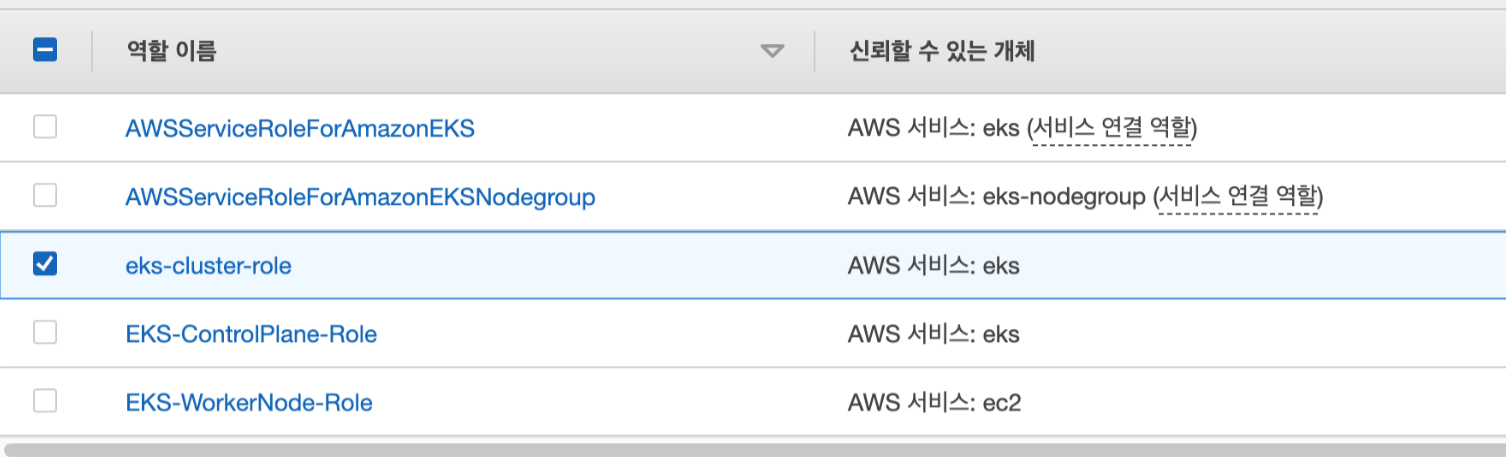 역할 이름 신뢰할 수 있는 개체
AWSServiceRoleForAmazonEKS AWS 서비스: eks (서비스 연결 역할)
AWSServiceRoleForAmazonEKSNodegroup AWS 서비스: eks-nodegroup (서비스 연결 역할)
eks-cluster-role AWS 서비스: eks
EKS-ControlPlane-Role AWS 서비스: eks
EKS-WorkerNode-Role AWS 서비스: ec2